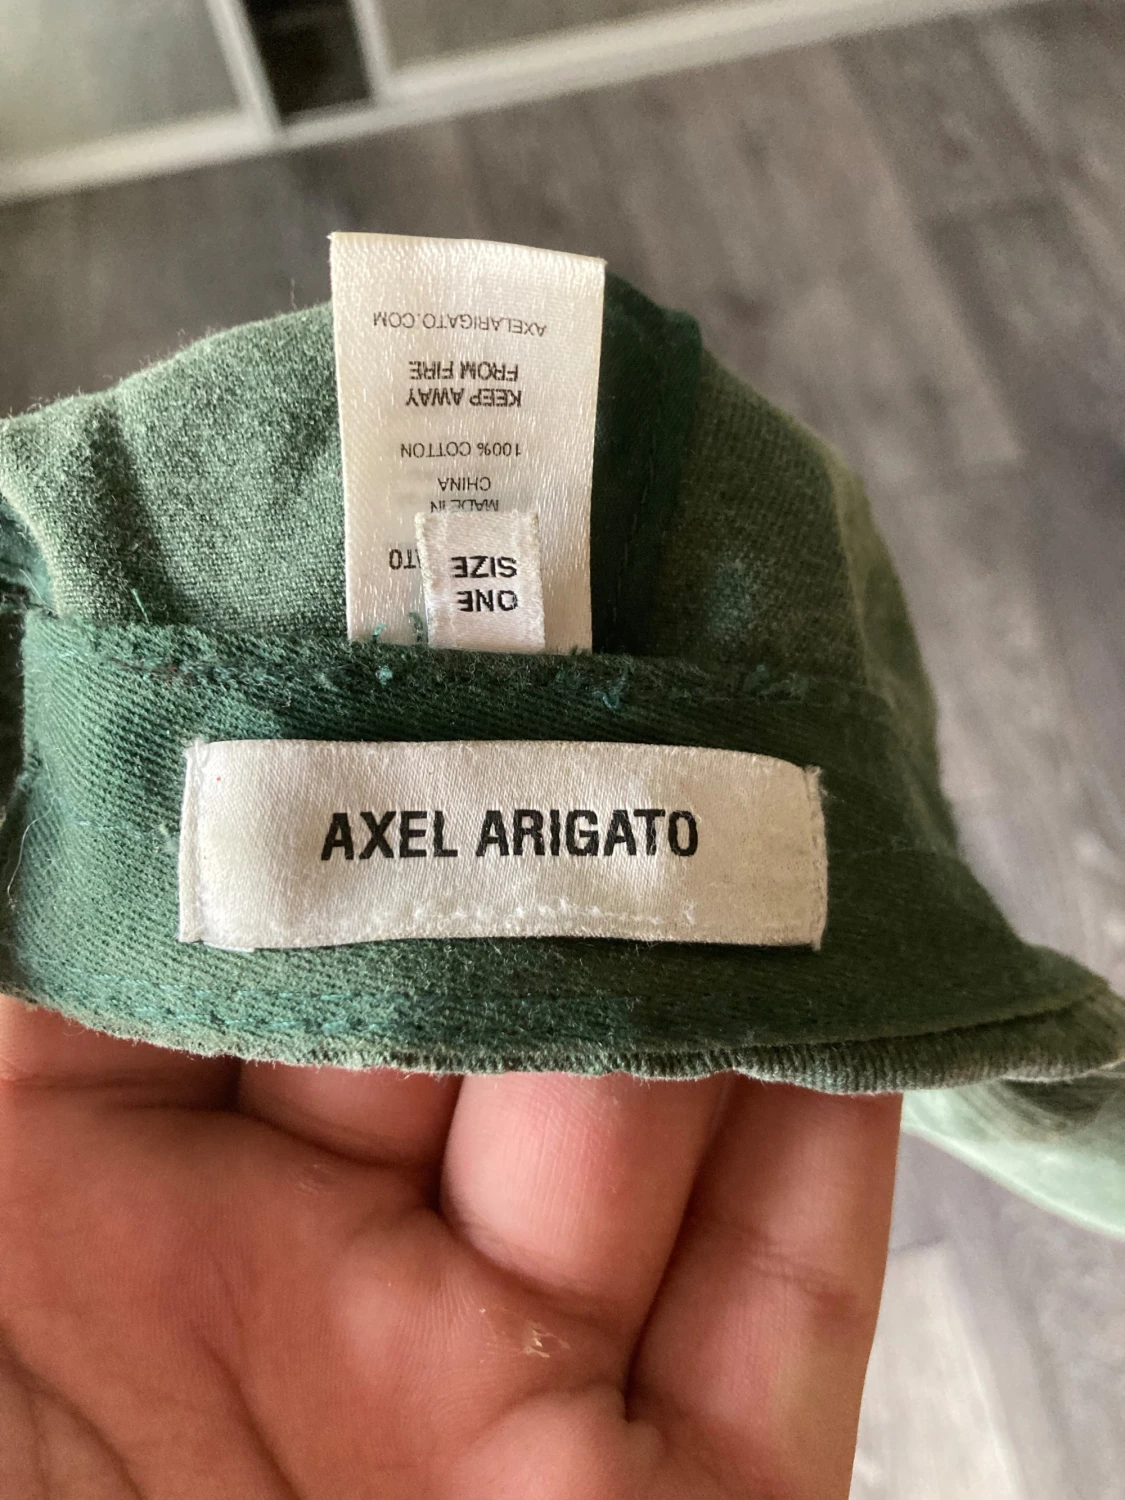 AXELARIGATO.COM
KEEP AWAY
FROM FIRE
100% COTTON
MADE IN
CHINA
ONE
SIZE
AXEL ARIGATO